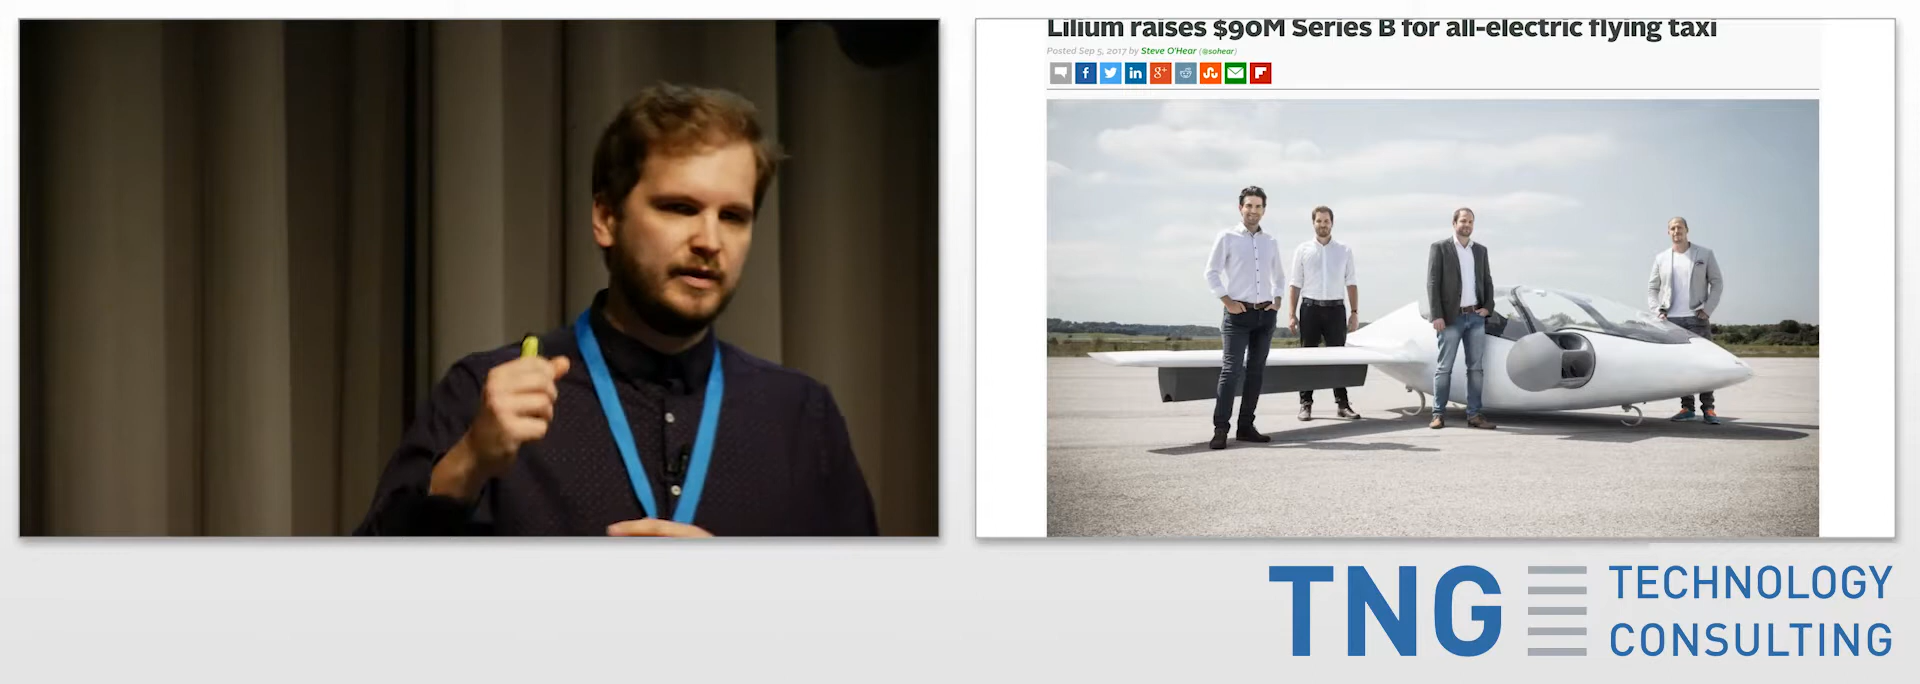 Lilium raises $90M Series B for all-electric flying taxi
Posted Sep 5, 2017 by Steve O'Hear (@sohear)
TNG TECHNOLOGY
CONSULTING